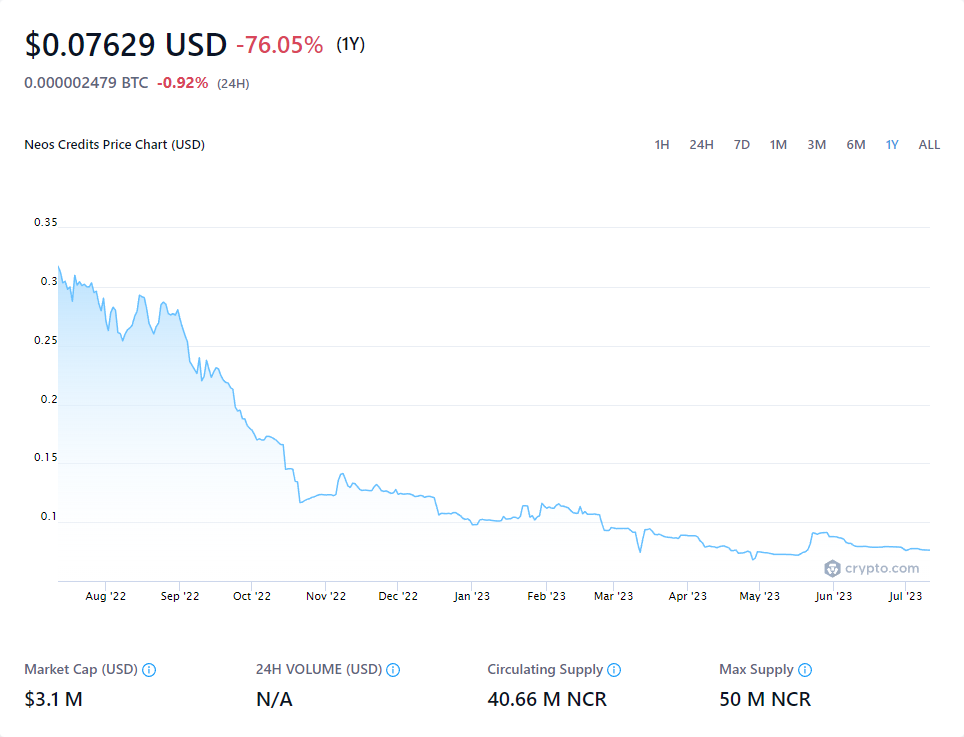 $0.07629 USD -76.05% (1Y)
0.000002479 BTC -0.92% (24H)
Neos Credits Price Chart (USD) 1H 24H 7D 1M 3M 6M 1Y ALL
0.35
0.3
0.25
0.2
0.15
0.1
crypto.com
Aug '22 Sep '22 Oct '22 Nov '22 Dec '22 Jan '23 Feb '23 Mar '23 Apr '23 May '23 Jun '23 Jul '23
Market Cap (USD) 24H VOLUME (USD) Circulating Supply Max Supply
$3.1 M N/A 40.66 M NCR 50 M NCR